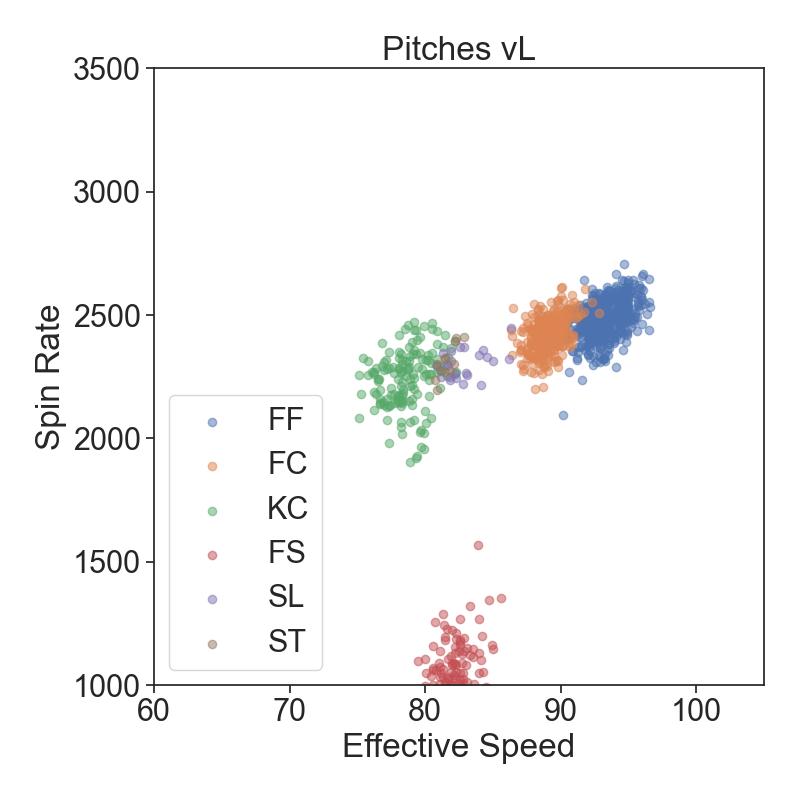 Pitches vL
3500
3000
2500
2000
1500
1000
Spin Rate
FF
FC
KC
FS
SL
ST
60 70 80 90 100
Effective Speed